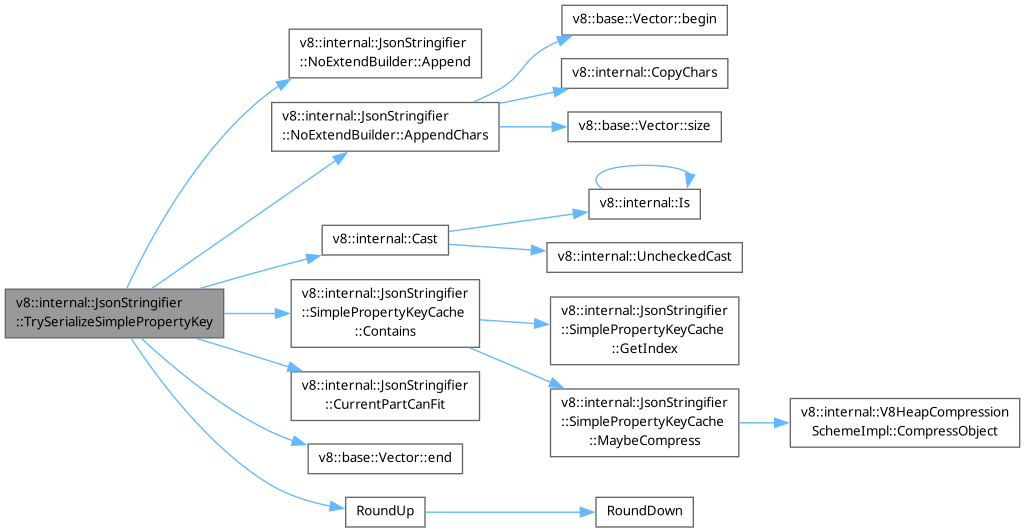 v8::internal::JsonStringifier
::TrySerializeSimplePropertyKey
v8::internal::JsonStringifier
::NoExtendBuilder::Append
v8::internal::JsonStringifier
::NoExtendBuilder::AppendChars
v8::base::Vector::begin
v8::internal::CopyChars
v8::base::Vector::size
v8::internal::Cast
v8::internal::Is
v8::internal::UncheckedCast
v8::internal::JsonStringifier
::SimplePropertyKeyCache
::Contains
v8::internal::JsonStringifier
::SimplePropertyKeyCache
::GetIndex
v8::internal::JsonStringifier
::SimplePropertyKeyCache
::MaybeCompress
v8::internal::V8HeapCompression
SchemeImpl::CompressObject
v8::internal::JsonStringifier
::CurrentPartCanFit
v8::base::Vector::end
RoundUp
RoundDown